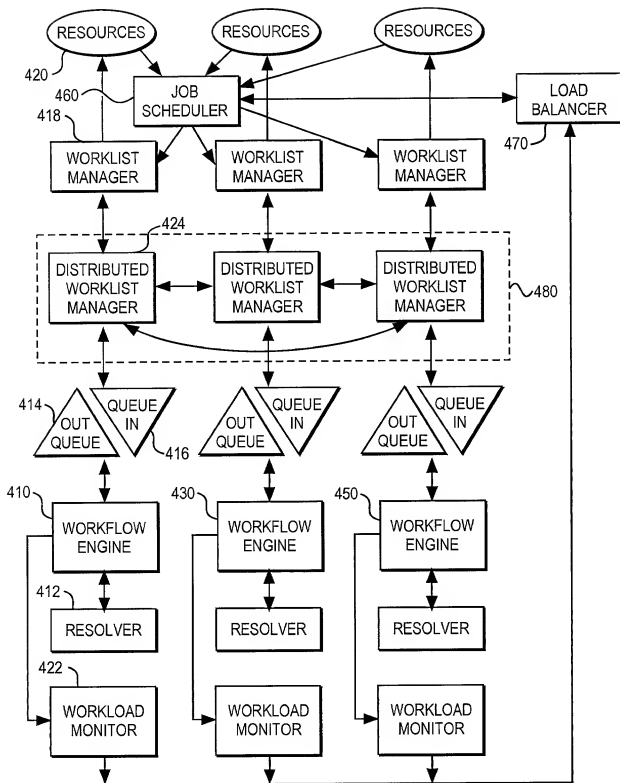 RESOURCES
RESOURCES
RESOURCES
420
460
JOB
SCHEDULER
LOAD
BALANCER
470
418
WORKLIST
MANAGER
WORKLIST
MANAGER
WORKLIST
MANAGER
424
DISTRIBUTED
WORKLIST
MANAGER
DISTRIBUTED
WORKLIST
MANAGER
DISTRIBUTED
WORKLIST
MANAGER
480
414
OUT
QUEUE
QUEUE
IN
416
OUT
QUEUE
QUEUE
IN
OUT
QUEUE
QUEUE
IN
410
WORKFLOW
ENGINE
430
WORKFLOW
ENGINE
450
WORKFLOW
ENGINE
412
RESOLVER
RESOLVER
RESOLVER
422
WORKLOAD
MONITOR
WORKLOAD
MONITOR
WORKLOAD
MONITOR